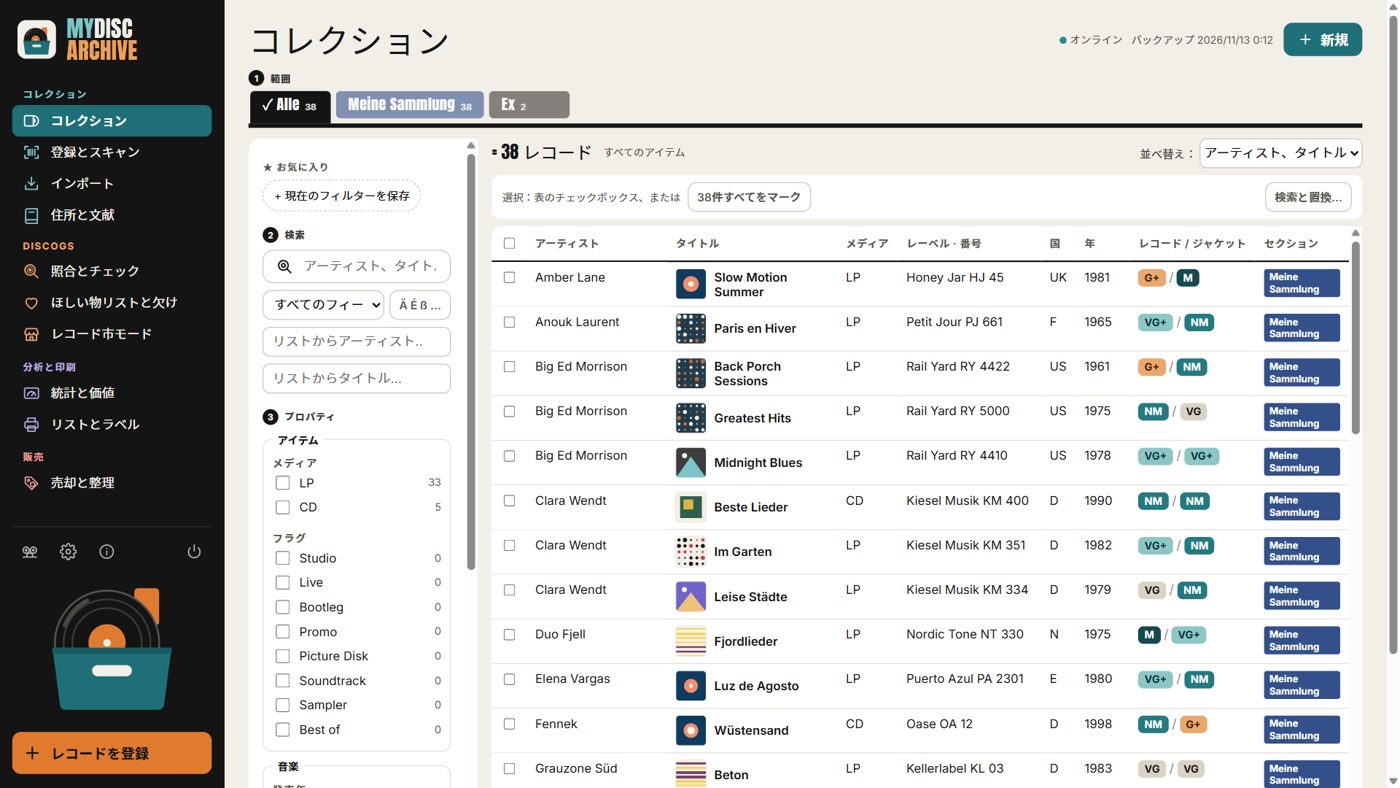 MYDISC
ARCHIVE
コレクション
コレクション
登録とスキャン
インポート
住所と文献
DISCOGS
照合とチェック
ほしい物リストと欠け
レコード市モード
分析と印刷
統計と価値
リストとラベル
販売
売却と整理
+ レコードを登録
コレクション
オンライン バックアップ 2026/11/13 0:12
+ 新規
1 範囲
✓ Alle 38
Meine Sammlung 38
Ex 2
★ お気に入り
+ 現在のフィルターを保存
2 検索
アーティスト、タイト.
すべてのフィー
Ä É ß ...
リストからアーティスト..
リストからタイトル...
3 プロパティ
アイテム
メディア
LP 33
CD 5
フラグ
Studio 0
Live 0
Bootleg 0
Promo 0
Picture Disk 0
Soundtrack 0
Sampler 0
Best of 0
音楽
38 レコード すべてのアイテム
並べ替え： アーティスト、タイトル
選択：表のチェックボックス、または 38件すべてをマーク
検索と置換...
アーティスト タイトル メディア レーベル · 番号 国 年 レコード / ジャケット セクション
Amber Lane Slow Motion Summer LP Honey Jar HJ 45 UK 1981 G+ / M Meine Sammlung
Anouk Laurent Paris en Hiver LP Petit Jour PJ 661 F 1965 VG+ / NM Meine Sammlung
Big Ed Morrison Back Porch Sessions LP Rail Yard RY 4422 US 1961 G+ / NM Meine Sammlung
Big Ed Morrison Greatest Hits LP Rail Yard RY 5000 US 1975 NM / VG Meine Sammlung
Big Ed Morrison Midnight Blues LP Rail Yard RY 4410 US 1978 VG+ / VG+ Meine Sammlung
Clara Wendt Beste Lieder CD Kiesel Musik KM 400 D 1990 NM / NM Meine Sammlung
Clara Wendt Im Garten LP Kiesel Musik KM 351 D 1982 VG+ / NM Meine Sammlung
Clara Wendt Leise Städte LP Kiesel Musik KM 334 D 1979 VG / NM Meine Sammlung
Duo Fjell Fjordlieder LP Nordic Tone NT 330 N 1975 M / VG+ Meine Sammlung
Elena Vargas Luz de Agosto LP Puerto Azul PA 2301 E 1980 VG+ / NM Meine Sammlung
Fennek Wüstensand CD Oase OA 12 D 1998 NM / G+ Meine Sammlung
Grauzone Süd Beton LP Kellerlabel KL 03 D 1983 VG / VG Meine Sammlung